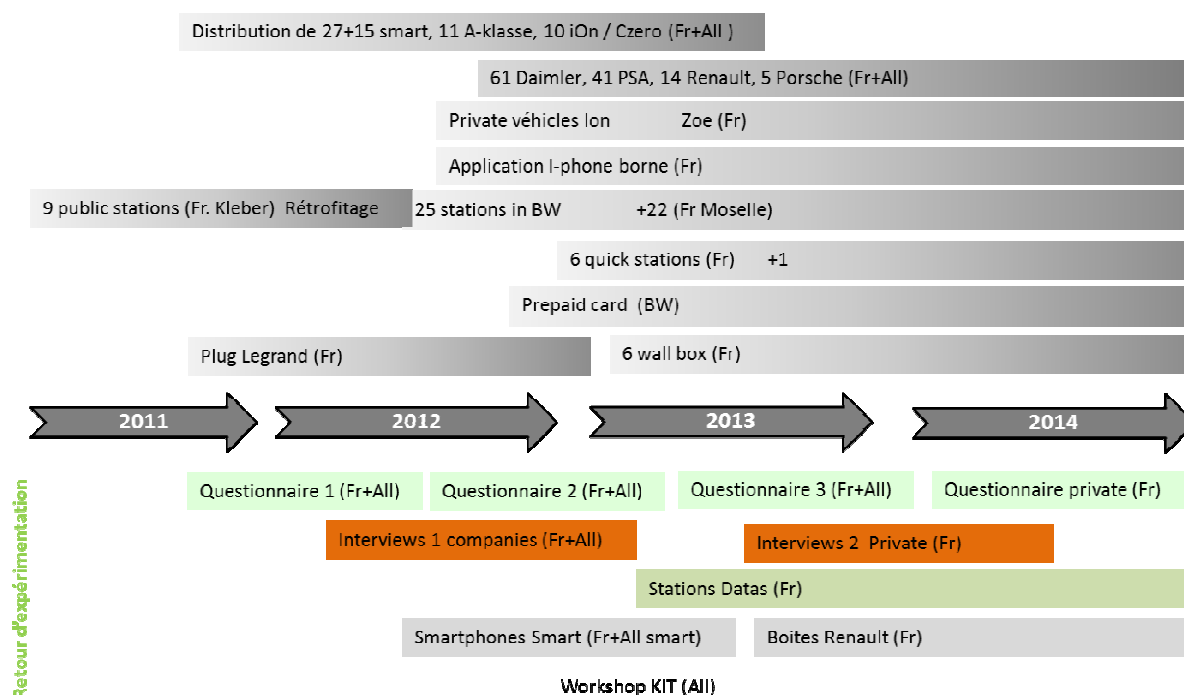 Distribution de 27+15 smart, 11 A-klasse, 10 iOn / Czero (Fr+All )
61 Daimler, 41 PSA, 14 Renault, 5 Porsche (Fr+All)
Private véhicles Ion Zoe (Fr)
Application I-phone borne (Fr)
9 public stations (Fr. Kleber) Rétrofitage 25 stations in BW +22 (Fr Moselle)
6 quick stations (Fr) +1
Prepaid card (BW)
Plug Legrand (Fr) 6 wall box (Fr)
2011 2012 2013 2014
Questionnaire 1 (Fr+All) Questionnaire 2 (Fr+All) Questionnaire 3 (Fr+All) Questionnaire private (Fr)
Interviews 1 companies (Fr+All) Interviews 2 Private (Fr)
Stations Datas (Fr)
Smartphones Smart (Fr+All smart) Boites Renault (Fr)
Workshop KIT (All)
Retour d'expérimentation